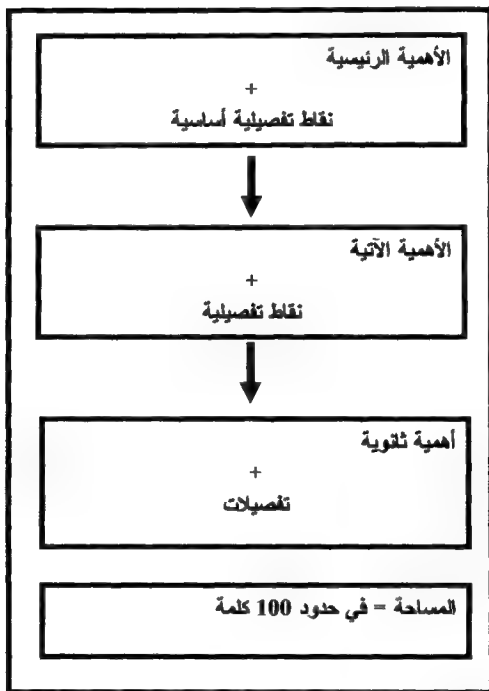 الأهمية الرئيسية
+
نقاط تفصيلية أساسية
الأهمية الآتية
+
نقاط تفصيلية
أهمية ثانوية
+
تفصيلات
المساحة = في حدود 100 كلمة